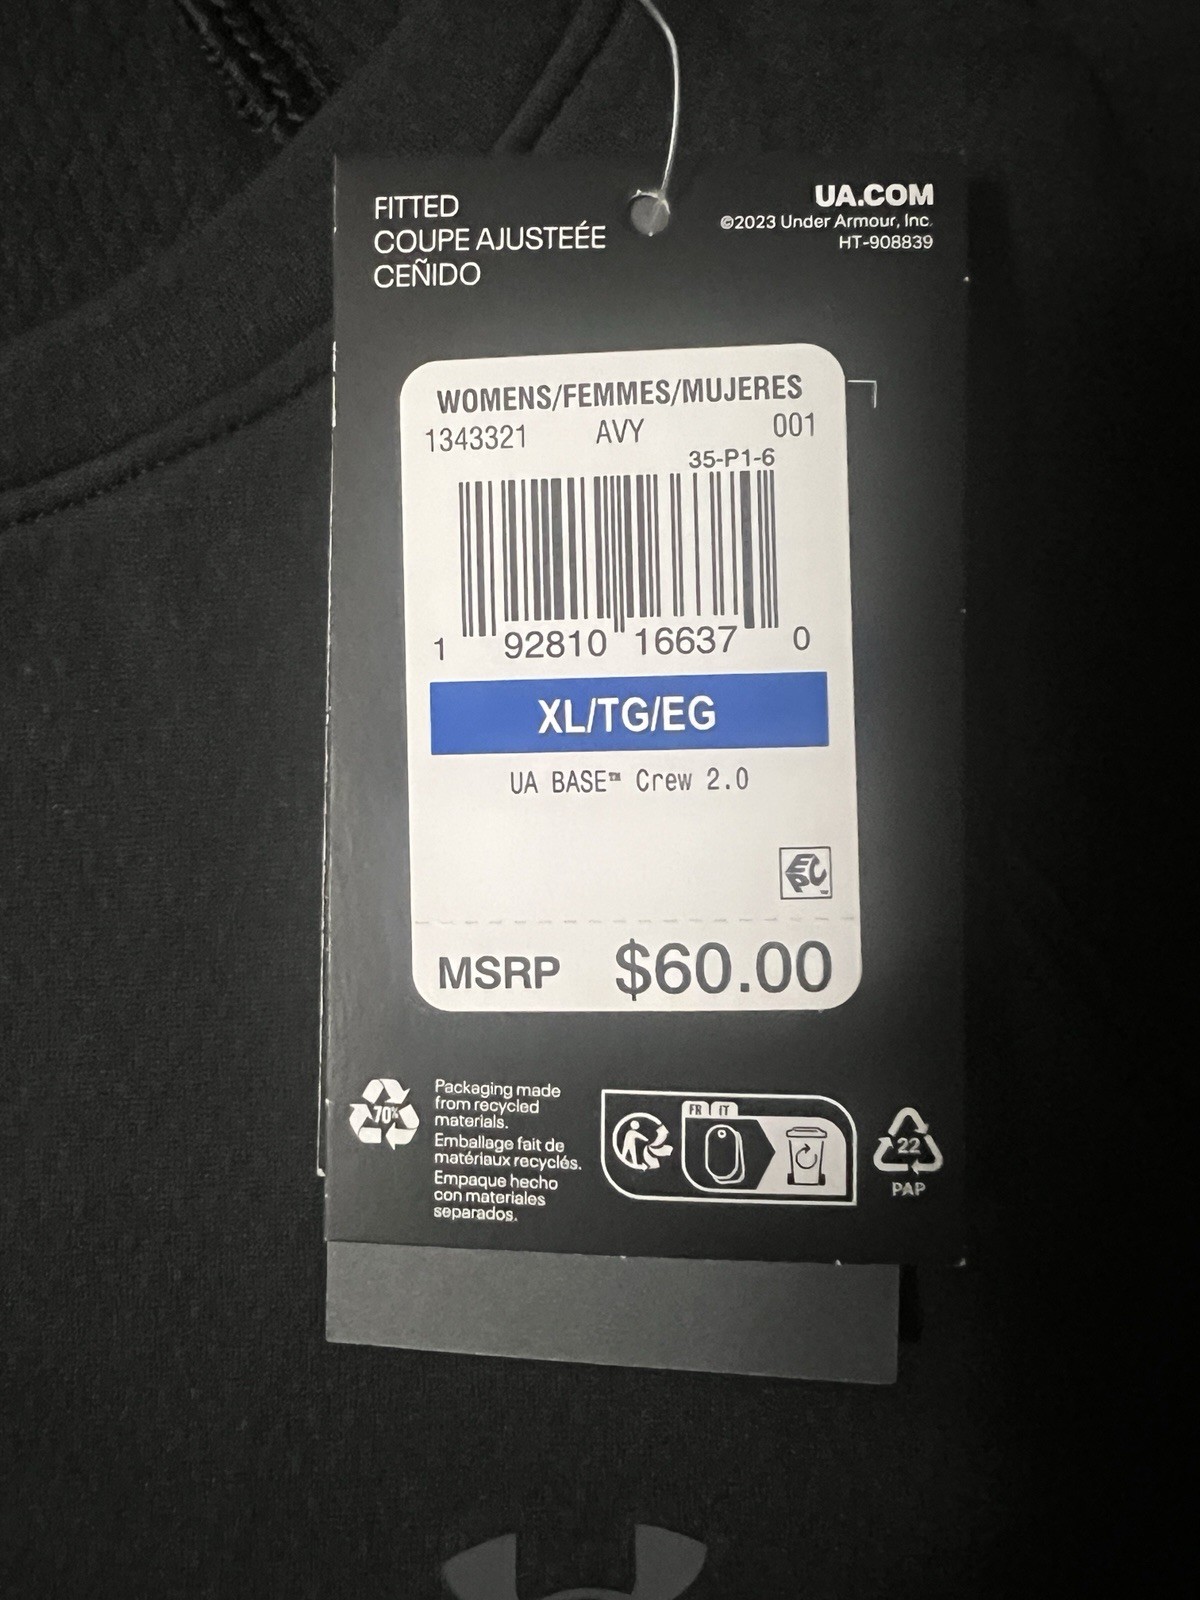 FITTED
COUPE AJUSTEÉE
CEÑIDO
UA.COM
©2023 Under Armour, Inc.
HT-908839
WOMENS/FEMMES/MUJERES
1343321 AVY 001
35-P1-6
1 92810 16637 0
XL/TG/EG
UA BASE™ Crew 2.0
EPC
MSRP $60.00
70%
Packaging made
from recycled
materials.
Emballage fait de
matériaux recyclés.
Empaque hecho
con materiales
separados.
FR IT
22
PAP